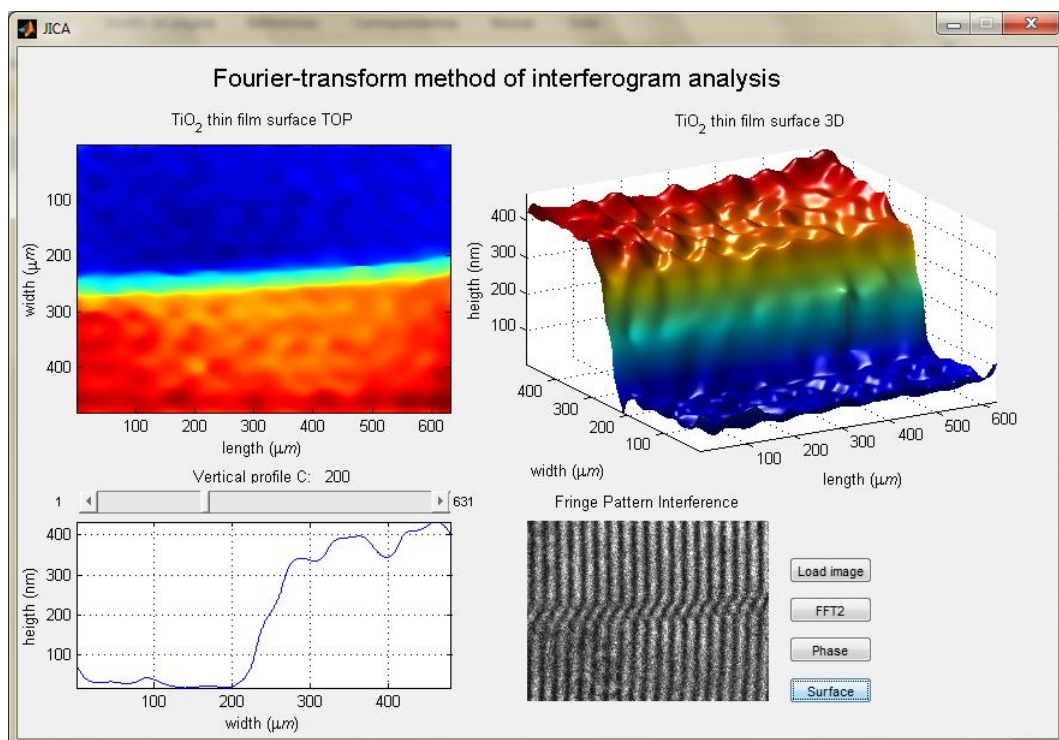 JICA
Fourier-transform method of interferogram analysis
TiO2 thin film surface TOP
100
200
300
400
width (μm)
100 200 300 400 500 600
length (μm)
TiO2 thin film surface 3D
400
300
200
100
heigth (nm)
400
300
200
100
width (μm)
100
200
300
400
500
600
length (μm)
Vertical profile C: 200
1
631
400
300
200
100
heigth (nm)
100 200 300 400
width (μm)
Fringe Pattern Interference
Load image
FFT2
Phase
Surface